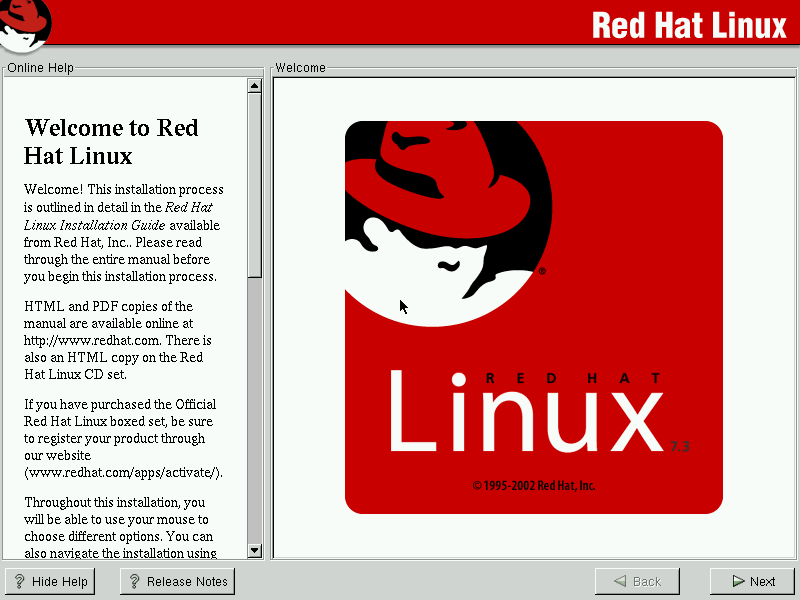 Red Hat Linux
Online Help
Welcome to Red
Hat Linux
Welcome! This installation process
is outlined in detail in the Red Hat
Linux Installation Guide available
from Red Hat, Inc.. Please read
through the entire manual before
you begin this installation process.
HTML and PDF copies of the
manual are available online at
http://www.redhat.com. There is
also an HTML copy on the Red
Hat Linux CD set.
If you have purchased the Official
Red Hat Linux boxed set, be sure
to register your product through
our website
(www.redhat.com/apps/activate/).
Throughout this installation, you
will be able to use your mouse to
choose different options. You can
also navigate the installation using
Welcome
®
RED HAT
Linux 7.3
©1995-2002 Red Hat, Inc.
Hide Help
Release Notes
Back
Next